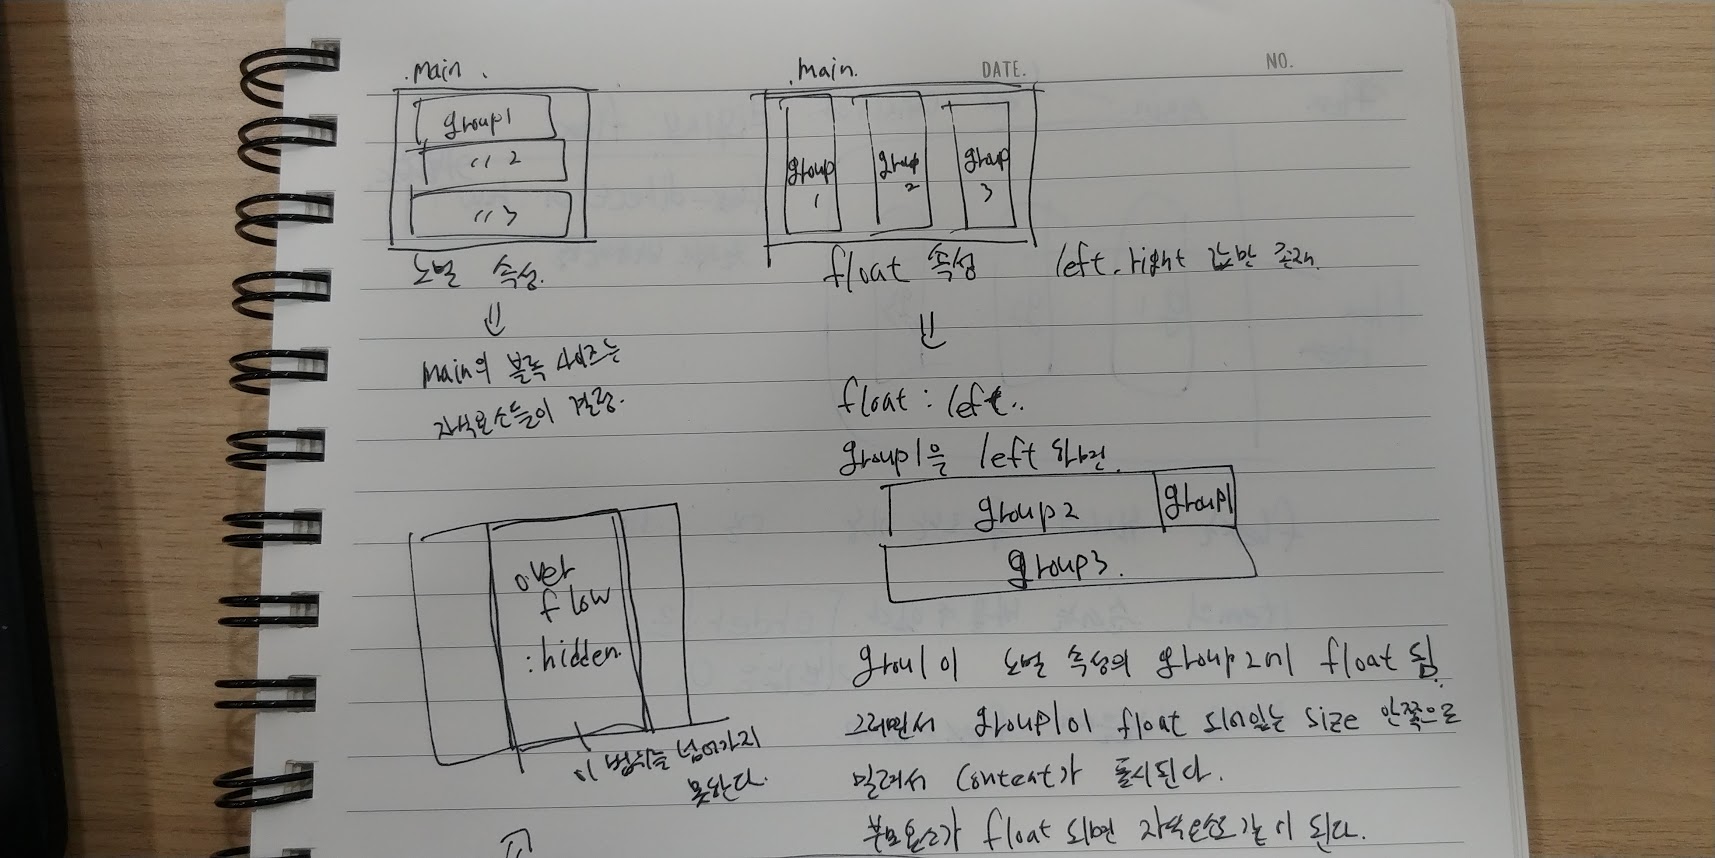 .Main.
group1
〃 2
〃 3
노멀 속성.
Main의 블록 사이즈는
자식요소들이 결정.
over
flow
:hidden.
이 범위는 넘어가지
못한다.
.Main.
DATE.
NO.
group
1
group
2
group
3
float 속성
left. right 값만 존재.
float : left..
group1을 left 하면.
group2
group1
group3.
grou1이 노멀 속성의 group2에 float 됨.
그러면서 group1이 float 되어있는 size 안쪽으로
밀려서 content가 표시된다.
부모요소가 float 되면 자식요소도 같이 된다.